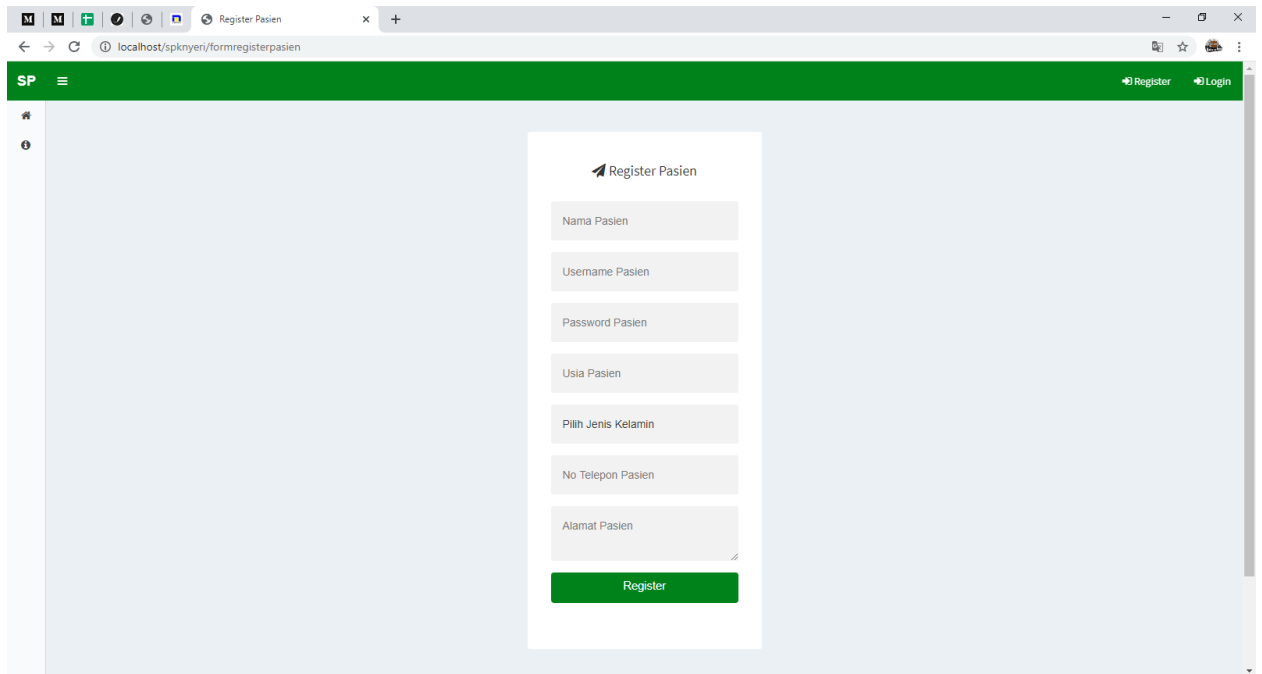 Register Pasien
localhost/spknyeri/formregisterpasien
SP
Register
Login
Register Pasien
Nama Pasien
Username Pasien
Password Pasien
Usia Pasien
Pilih Jenis Kelamin
No Telepon Pasien
Alamat Pasien
Register